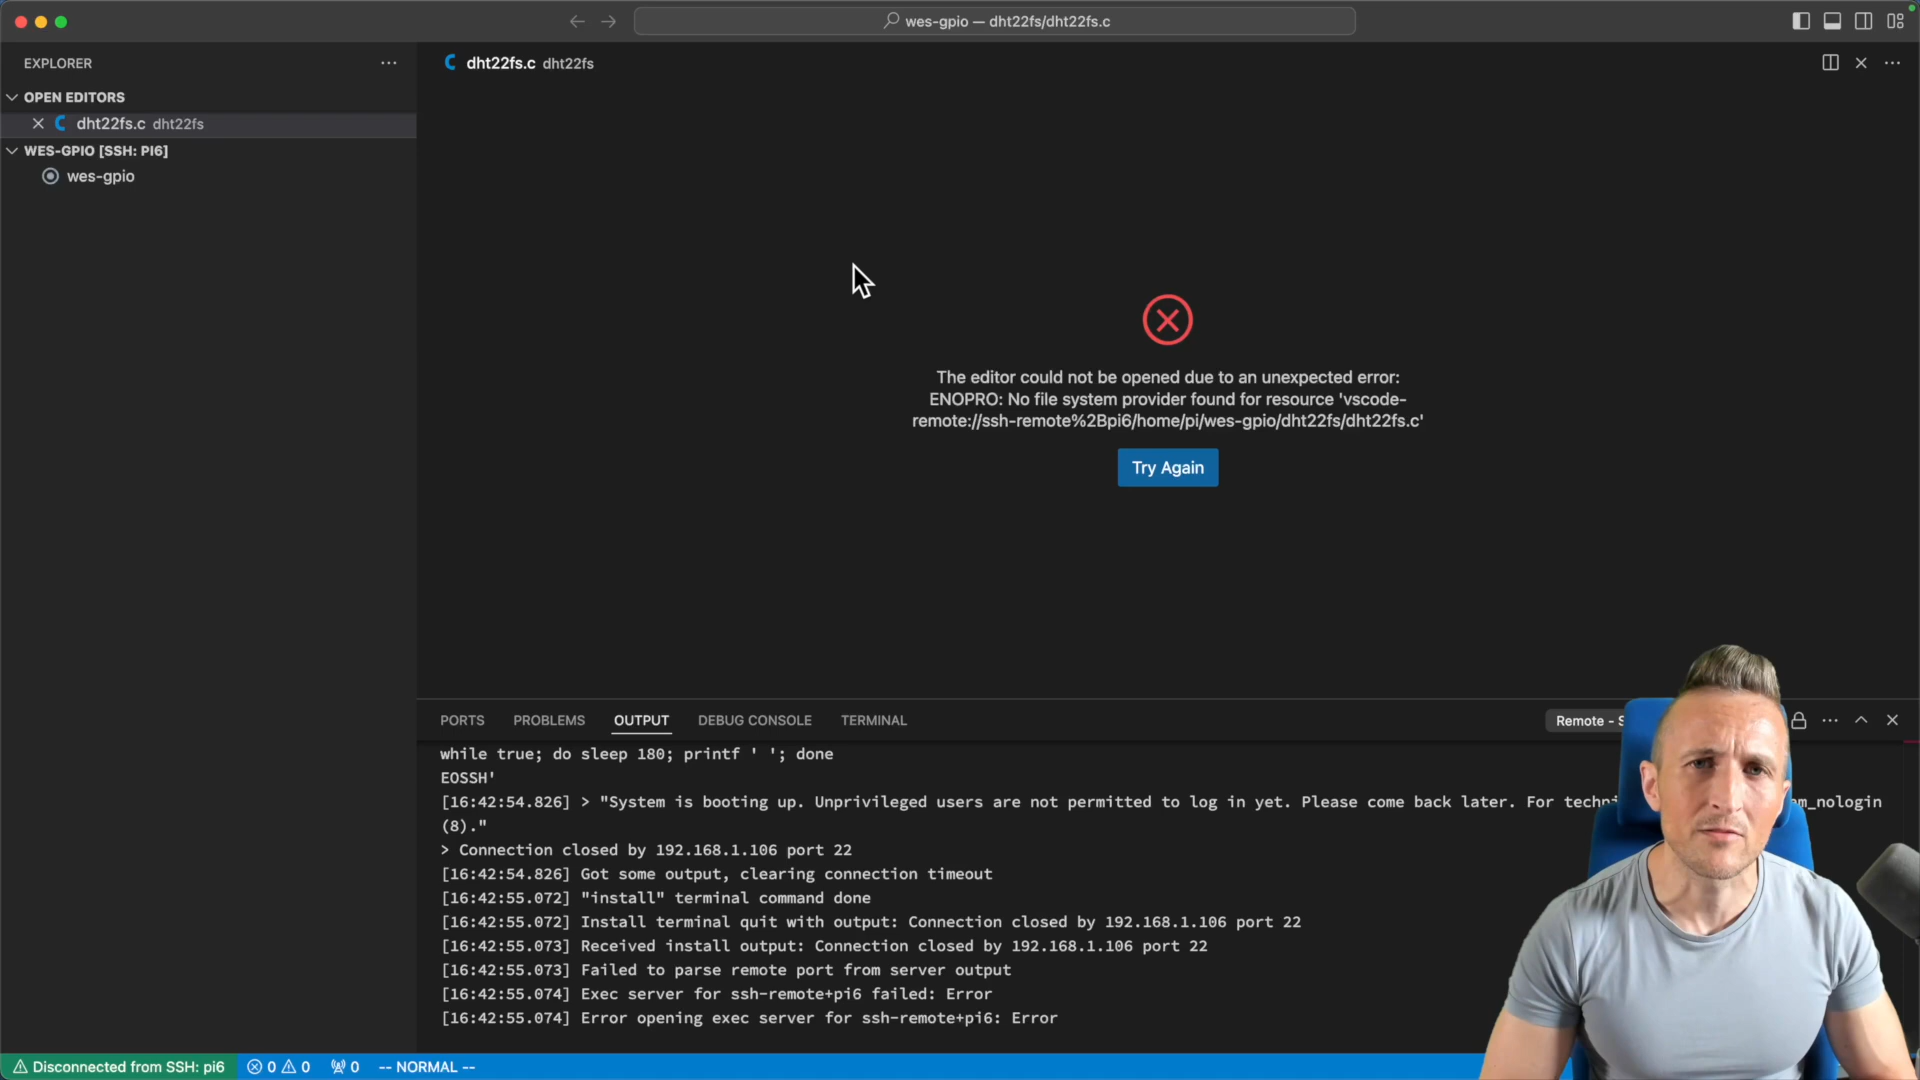 wes-gpio — dht22fs/dht22fs.c
EXPLORER
dht22fs.c dht22fs
OPEN EDITORS
dht22fs.c dht22fs
WES-GPIO [SSH: PI6]
wes-gpio
The editor could not be opened due to an unexpected error:
ENOPRO: No file system provider found for resource 'vscode-
remote://ssh-remote%2Bpi6/home/pi/wes-gpio/dht22fs/dht22fs.c'
Try Again
PORTS PROBLEMS OUTPUT DEBUG CONSOLE TERMINAL Remote - S
while true; do sleep 180; printf ' '; done
EOSSH'
[16:42:54.826] > "System is booting up. Unprivileged users are not permitted to log in yet. Please come back later. For techni m_nologin
(8)."
> Connection closed by 192.168.1.106 port 22
[16:42:54.826] Got some output, clearing connection timeout
[16:42:55.072] "install" terminal command done
[16:42:55.072] Install terminal quit with output: Connection closed by 192.168.1.106 port 22
[16:42:55.073] Received install output: Connection closed by 192.168.1.106 port 22
[16:42:55.073] Failed to parse remote port from server output
[16:42:55.074] Exec server for ssh-remote+pi6 failed: Error
[16:42:55.074] Error opening exec server for ssh-remote+pi6: Error
Disconnected from SSH: pi6 0 0 0 -- NORMAL --